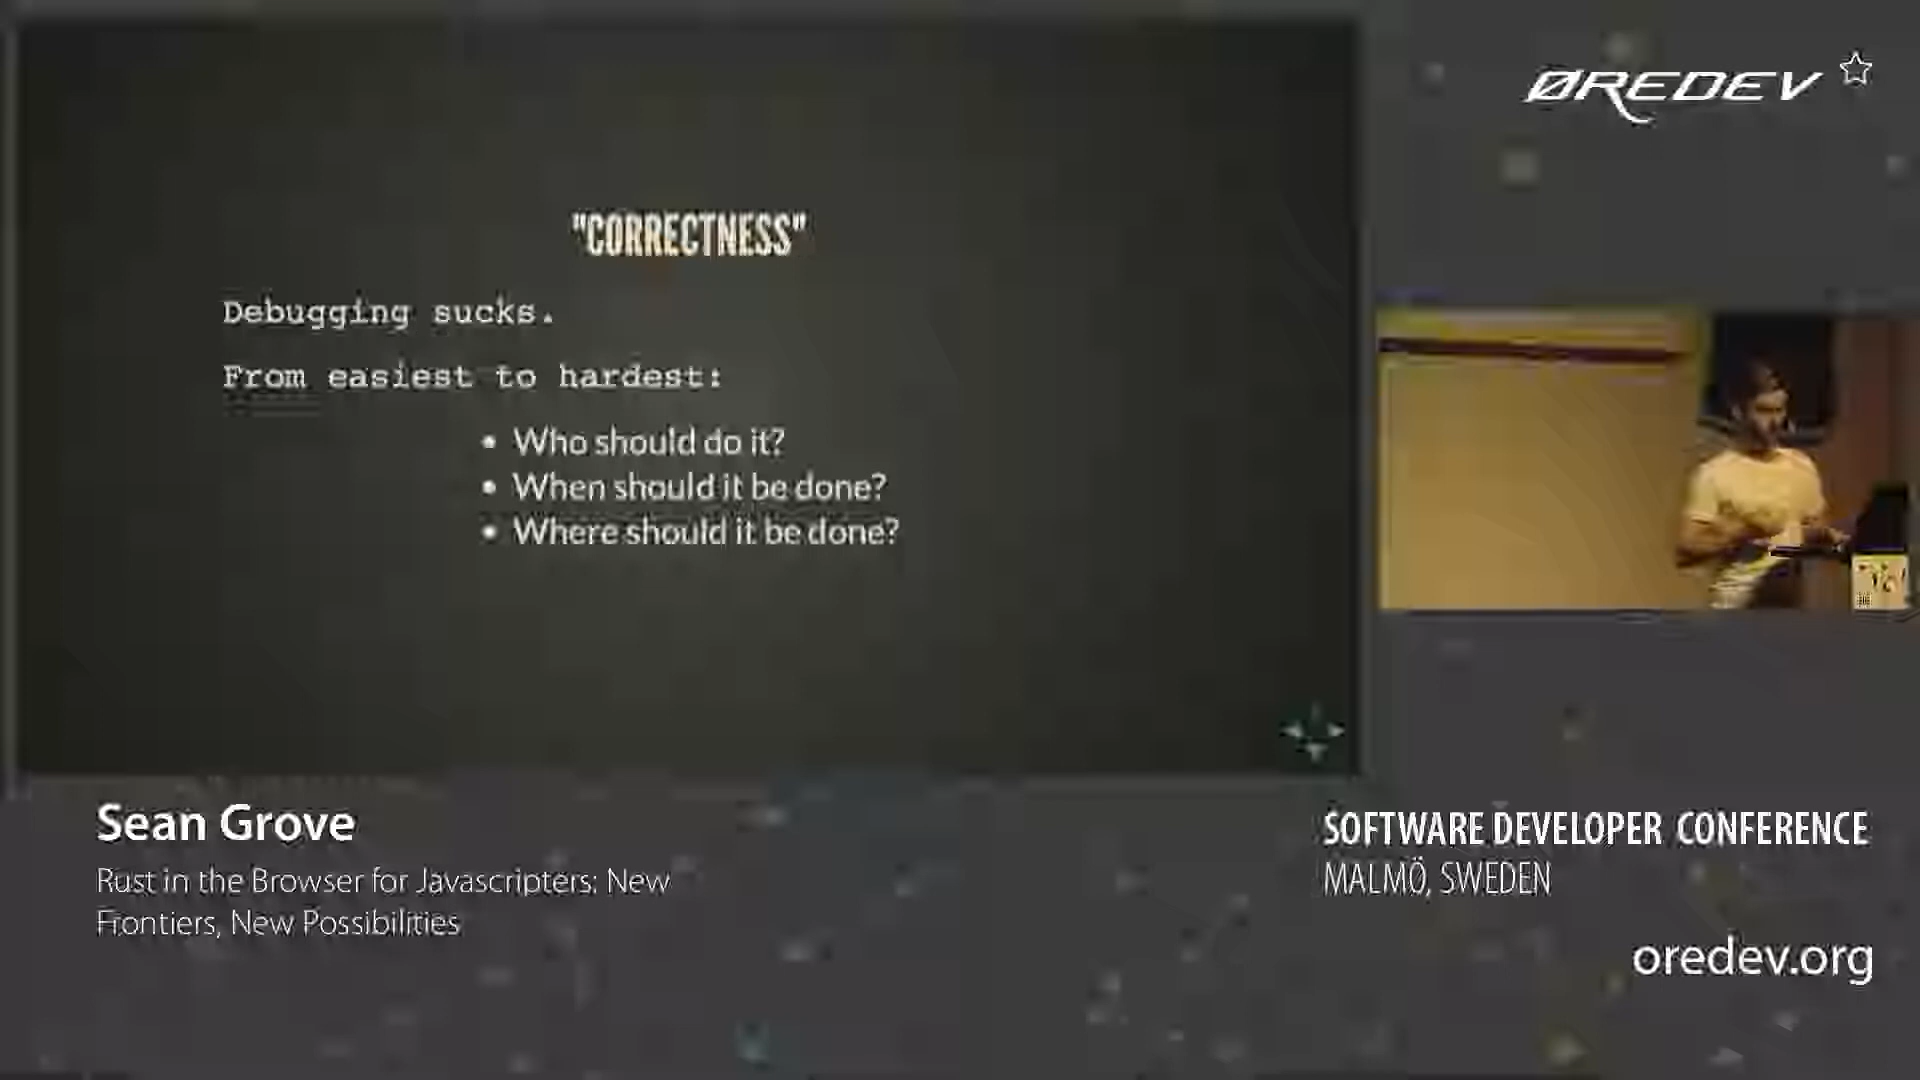 ØREDEV
"CORRECTNESS"
Debugging sucks.
From easiest to hardest:
• Who should do it?
• When should it be done?
• Where should it be done?
Sean Grove
Rust in the Browser for Javascripters: New
Frontiers, New Possibilities
SOFTWARE DEVELOPER CONFERENCE
MALMÖ, SWEDEN
oredev.org